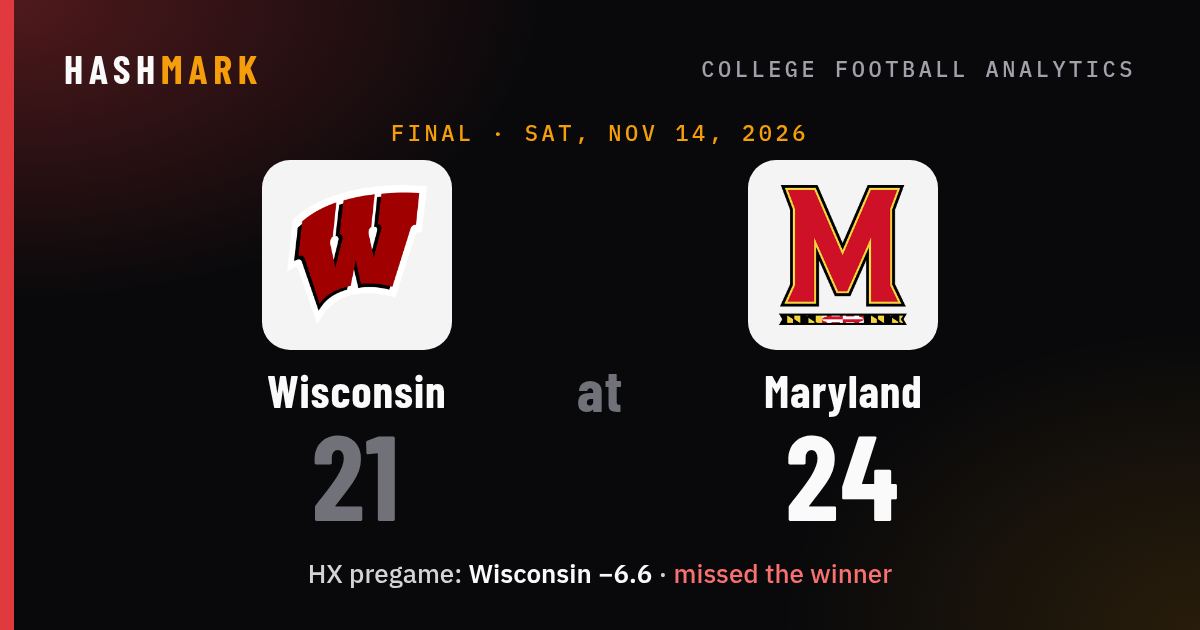 HASHMARK
COLLEGE FOOTBALL ANALYTICS
FINAL · SAT, NOV 14, 2026
W
M
Wisconsin at Maryland
21 24
HX pregame: Wisconsin −6.6 · missed the winner